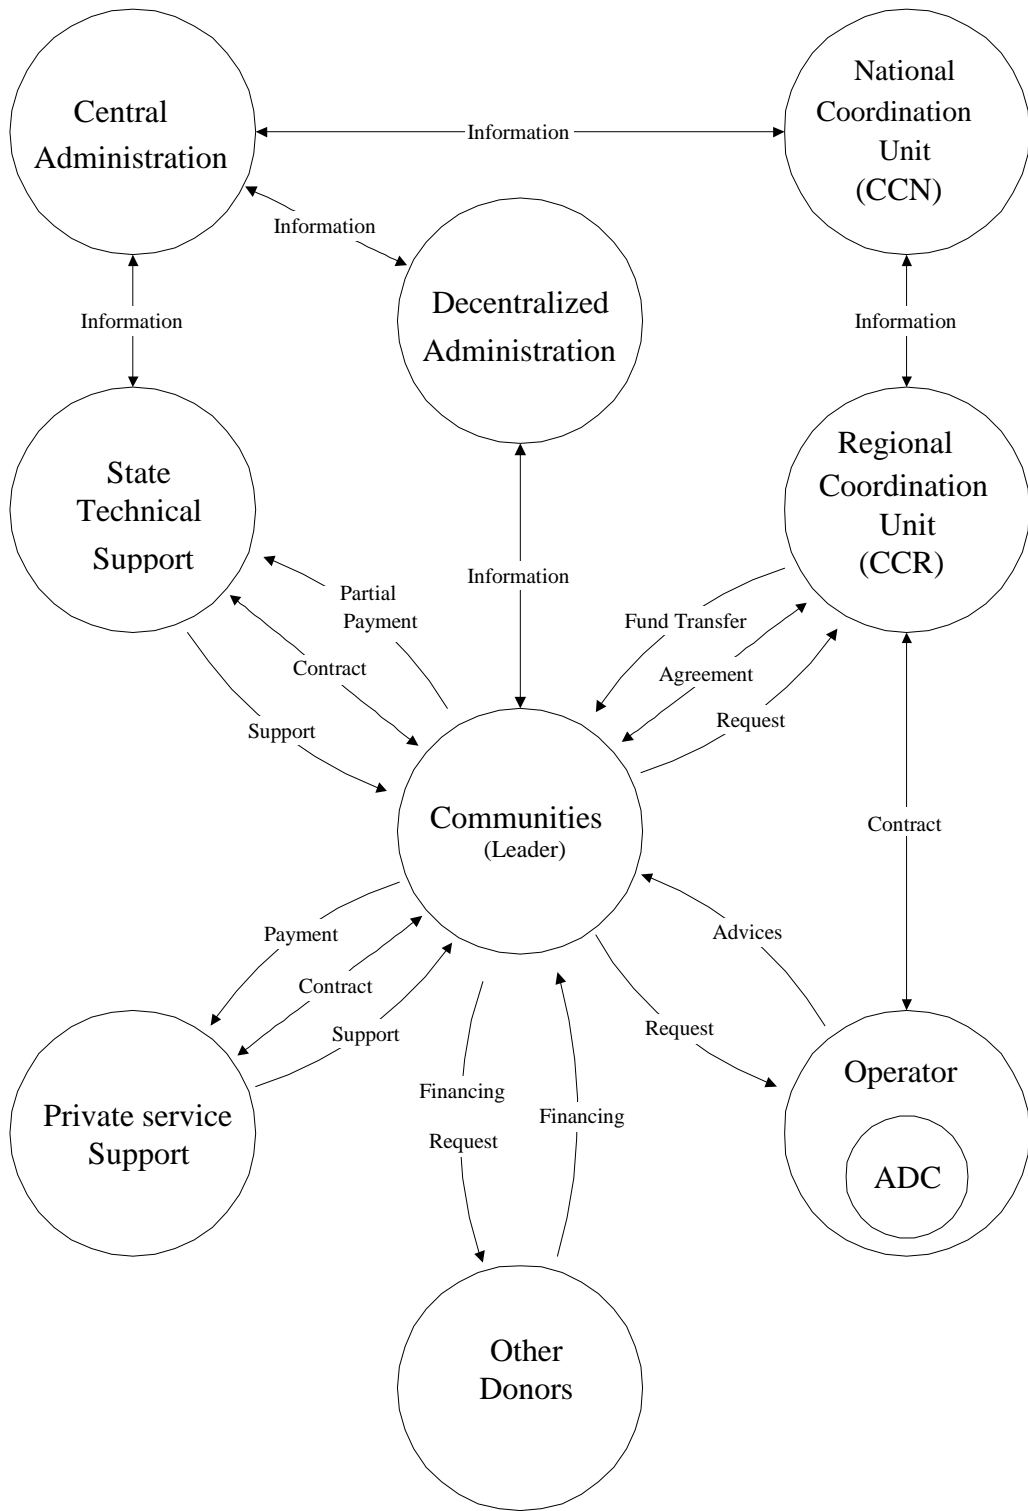 Central
Administration
National
Coordination
Unit
(CCN)
Information
Information
Decentralized
Administration
Information
Information
State
Technical
Support
Regional
Coordination
Unit
(CCR)
Information
Partial
Payment
Fund Transfer
Contract
Agreement
Support
Request
Communities
(Leader)
Contract
Payment
Advices
Contract
Support
Request
Operator
ADC
Financing
Request
Financing
Private service
Support
Other
Donors